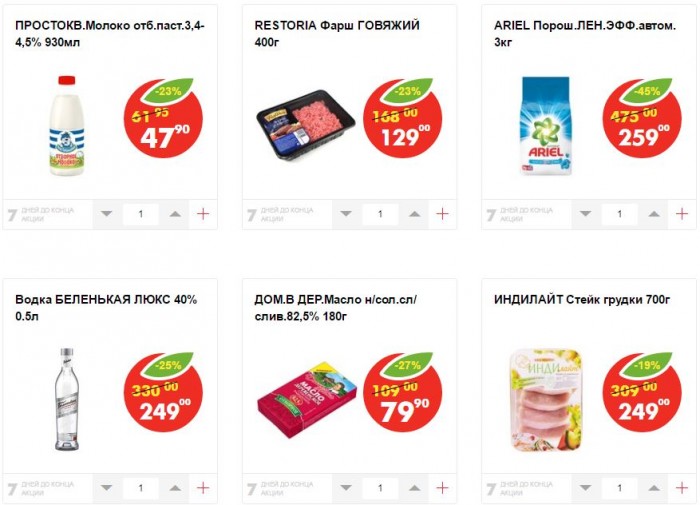 ПРОСТОКВ.Молоко отб.паст.3,4-
4,5% 930мл
-23%
61 95
47 90
7 ДНЕЙ ДО КОНЦА
АКЦИИ
1
RESTORIA Фарш ГОВЯЖИЙ
400г
-23%
168 00
129 00
7 ДНЕЙ ДО КОНЦА
АКЦИИ
1
ARIEL Порош.ЛЕН.ЭФФ.автом.
3кг
ARIEL
-45%
475 00
259 00
7 ДНЕЙ ДО КОНЦА
АКЦИИ
1
Водка БЕЛЕНЬКАЯ ЛЮКС 40%
0.5л
-25%
330 00
249 00
7 ДНЕЙ ДО КОНЦА
АКЦИИ
1
ДОМ.В ДЕР.Масло н/сол.сл/
слив.82,5% 180г
МАСЛО
-27%
109 00
79 90
7 ДНЕЙ ДО КОНЦА
АКЦИИ
1
ИНДИЛАЙТ Стейк грудки 700г
ИНДИлайт
-19%
309 00
249 00
7 ДНЕЙ ДО КОНЦА
АКЦИИ
1